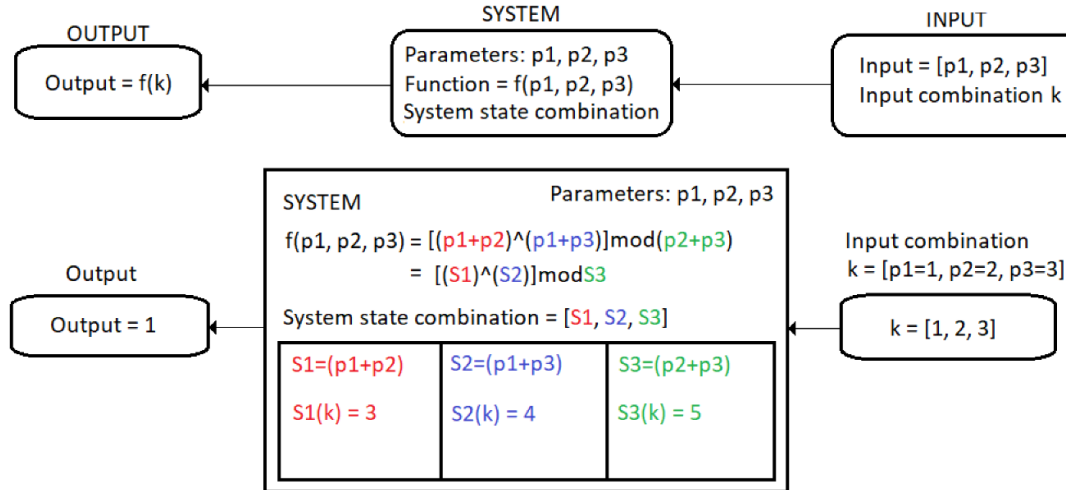 OUTPUT
Output = f(k)
SYSTEM
Parameters: p1, p2, p3
Function = f(p1, p2, p3)
System state combination
INPUT
Input = [p1, p2, p3]
Input combination k
Output
Output = 1
SYSTEM
Parameters: p1, p2, p3
f(p1, p2, p3) = [(p1+p2)^(p1+p3)]mod(p2+p3)
= [(S1)^(S2)]modS3
System state combination = [S1, S2, S3]
S1=(p1+p2)
S1(k) = 3
S2=(p1+p3)
S2(k) = 4
S3=(p2+p3)
S3(k) = 5
Input combination
k = [p1=1, p2=2, p3=3]
k = [1, 2, 3]